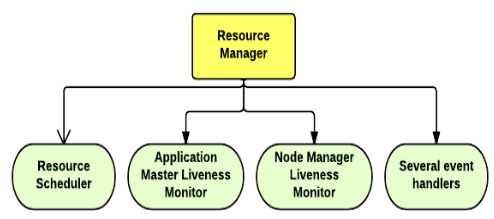 Resource
Manager
Resource
Scheduler
Application
Master Liveness
Monitor
Node Manager
Liveness
Monitor
Several event
handlers